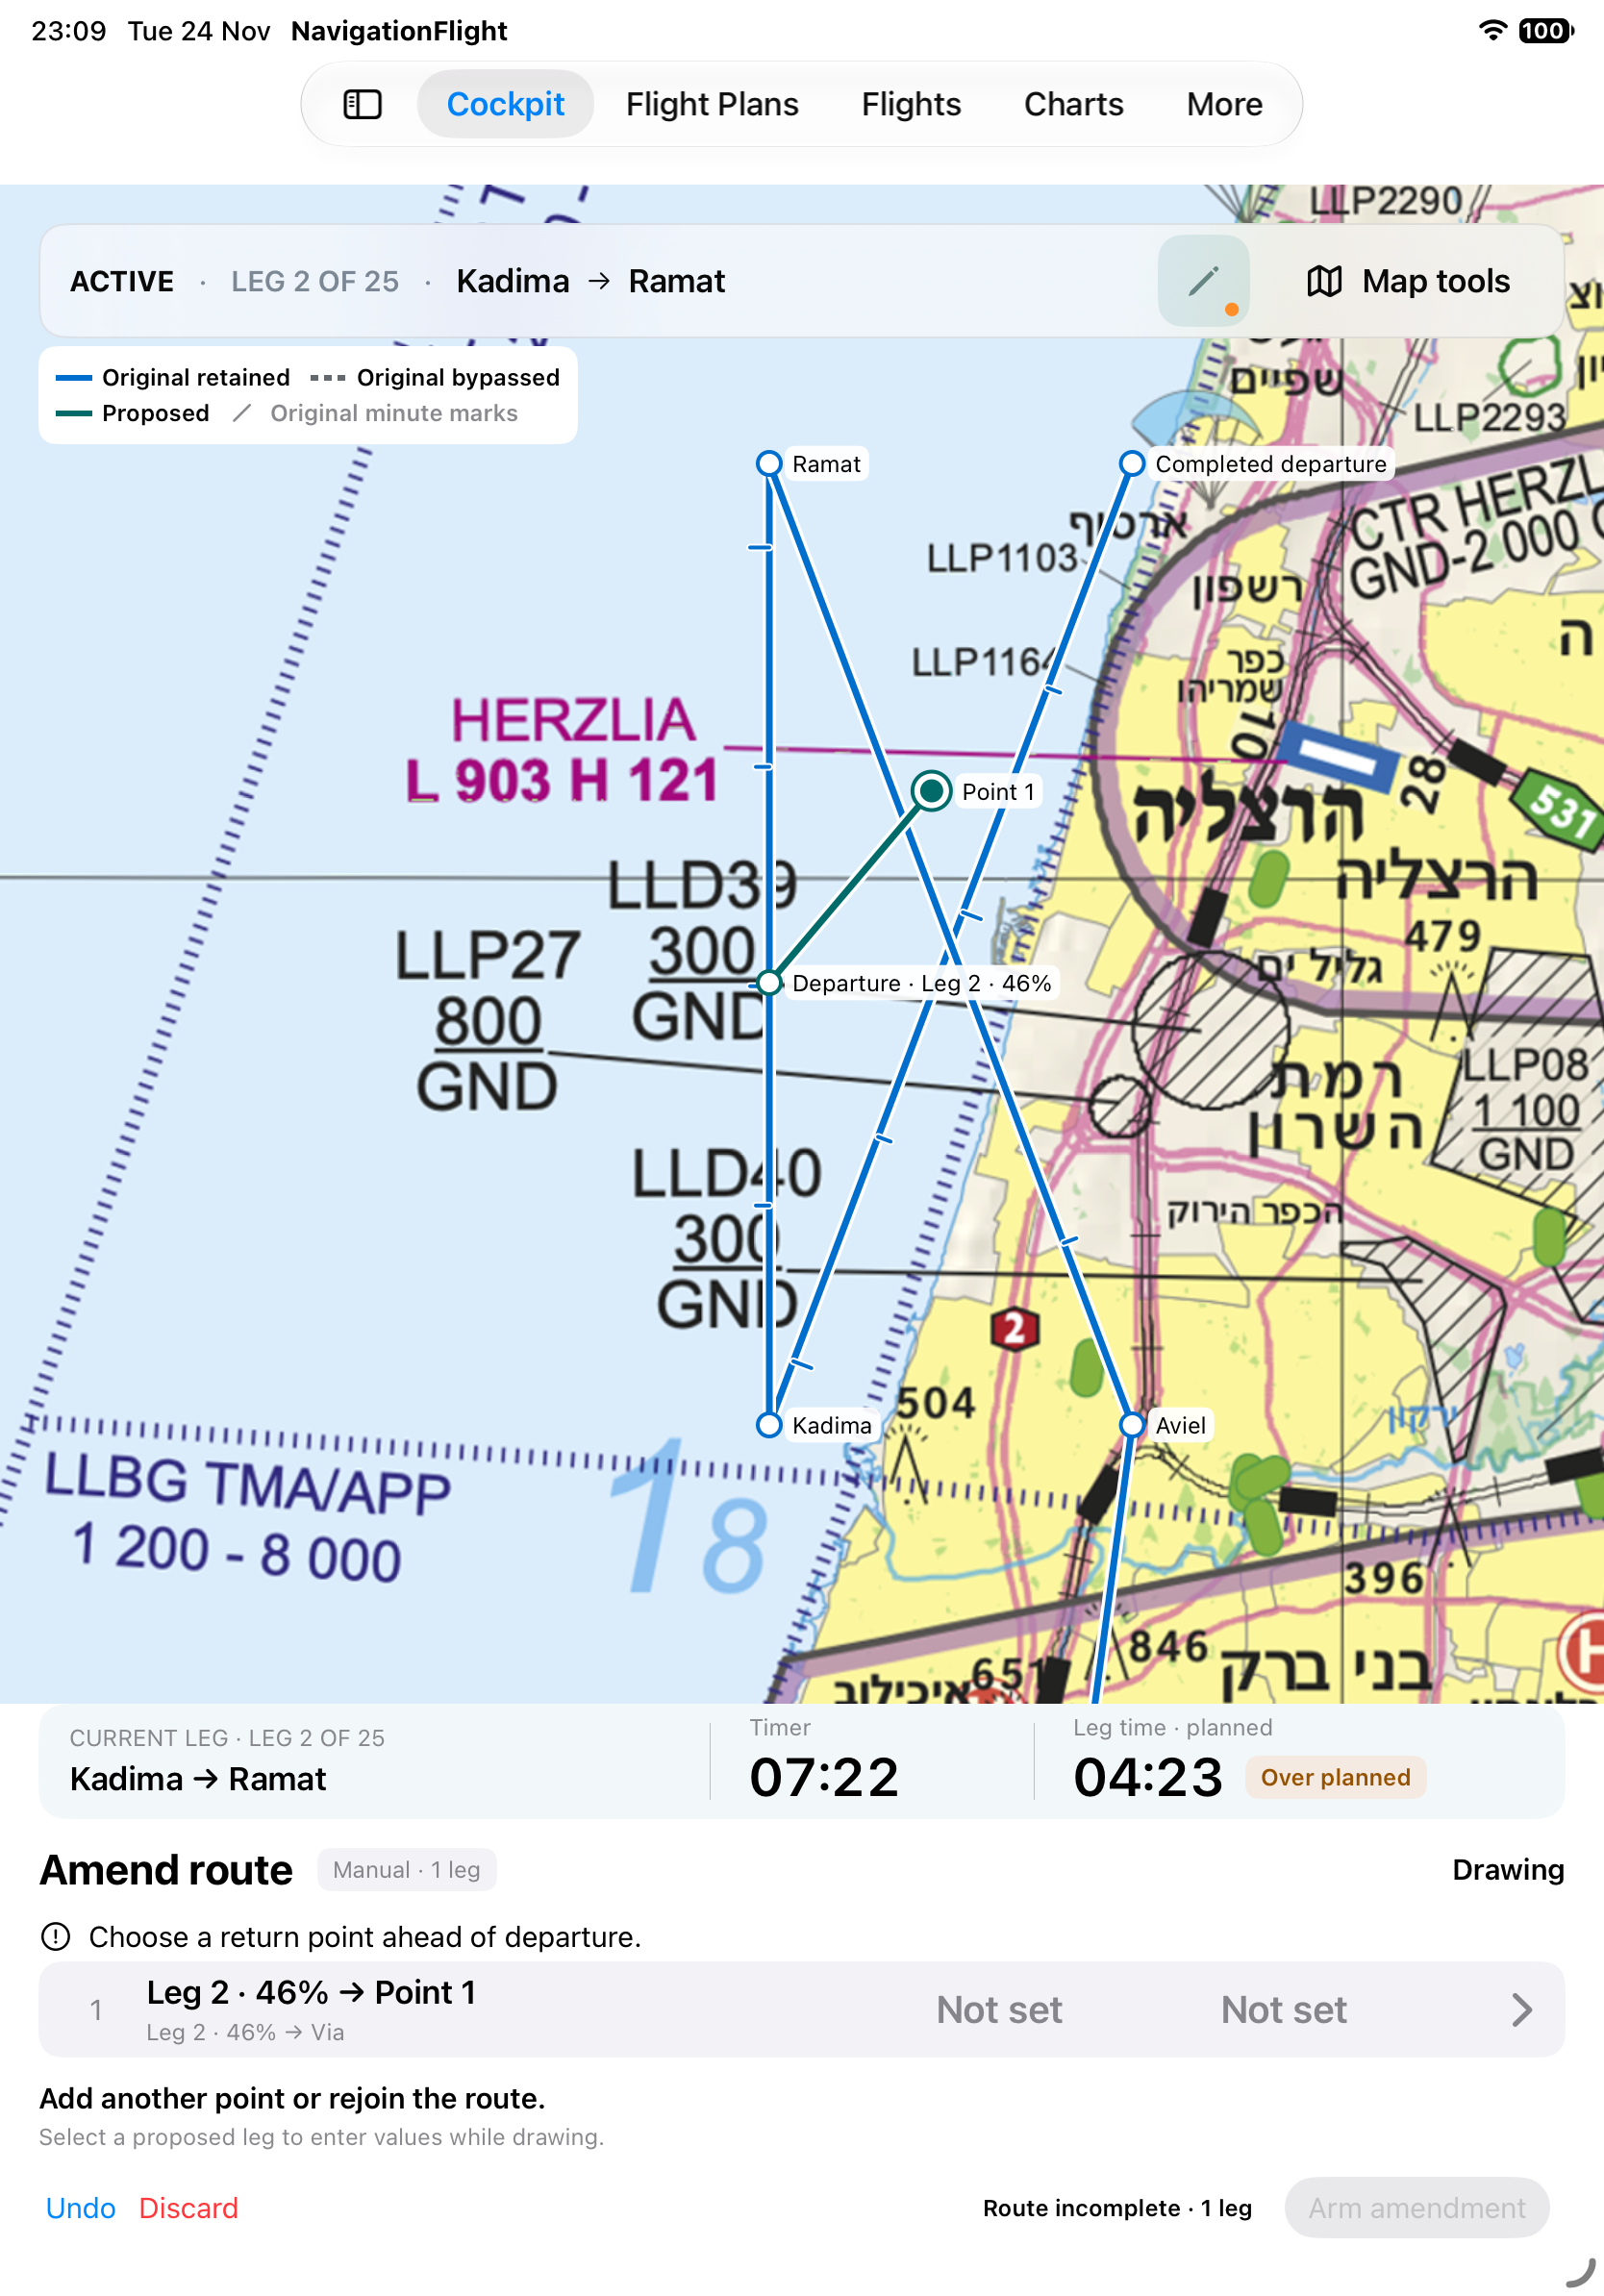 23:09 Tue 24 Nov NavigationFlight 100
Cockpit Flight Plans Flights Charts More
LLP2290
ACTIVE · LEG 2 OF 25 · Kadima → Ramat Map tools
Original retained Original bypassed
Proposed Original minute marks
שפיים
LLP2293
Ramat
Completed departure
CTR HERZL
GND-2 000
ארסוף
LLP1103
רשפון
LLP1164
כפר
שמריהו
ה
HERZLIA
L 903 H 121
10
28
531
Point 1
הרצליה
הרצליה
LLD39
300
GND
479
LLP27
800
GND
גליל ים
Departure · Leg 2 · 46%
רמת
השרון
LLP08
1 100
GND
LLD40
300
GND
הכפר הירוק
2
504
Kadima
Aviel
ירקון
LLBG TMA/APP
1 200 - 8 000
18
396
846
651
איכילוב
בני ברק
H
CURRENT LEG · LEG 2 OF 25
Kadima → Ramat
Timer
07:22
Leg time · planned
04:23 Over planned
Amend route Manual · 1 leg Drawing
Choose a return point ahead of departure.
1 Leg 2 · 46% → Point 1 Not set Not set
Leg 2 · 46% → Via
Add another point or rejoin the route.
Select a proposed leg to enter values while drawing.
Undo Discard Route incomplete · 1 leg Arm amendment